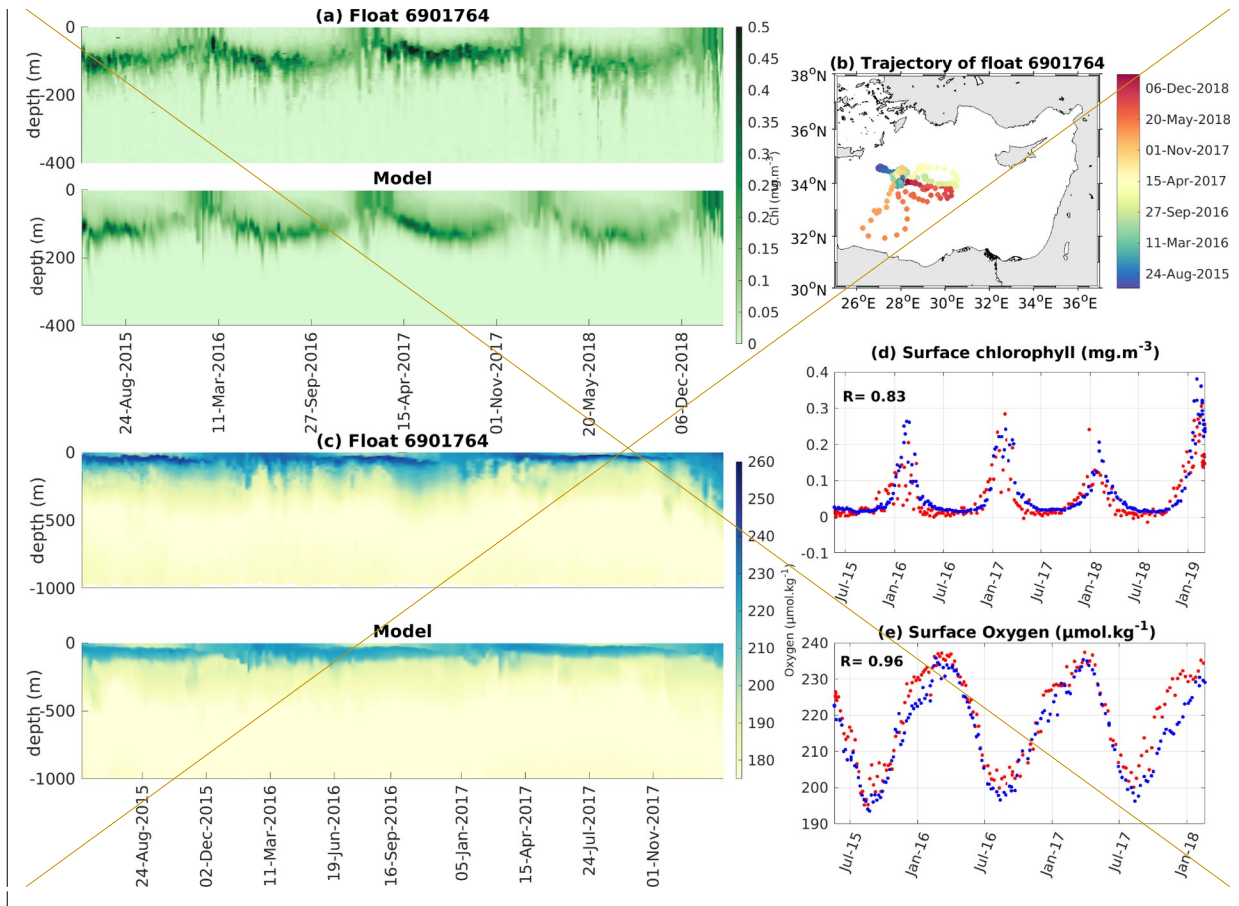 (a) Float 6901764
0
-200
-400
depth (m)
Model
0
-200
-400
depth (m)
24-Aug-2015
11-Mar-2016
27-Sep-2016
15-Apr-2017
01-Nov-2017
20-May-2018
06-Dec-2018
0.5
0.45
0.4
0.35
0.3
0.25
0.2
0.15
0.1
0.05
0
Chl (mg.m⁻³)
(b) Trajectory of float 6901764
38°N
36°N
34°N
32°N
30°N
26°E
28°E
30°E
32°E
34°E
36°E
06-Dec-2018
20-May-2018
01-Nov-2017
15-Apr-2017
27-Sep-2016
11-Mar-2016
24-Aug-2015
(c) Float 6901764
0
-500
-1000
depth (m)
Model
0
-500
-1000
depth (m)
24-Aug-2015
02-Dec-2015
11-Mar-2016
19-Jun-2016
16-Sep-2016
05-Jan-2017
15-Apr-2017
24-Jul-2017
01-Nov-2017
260
250
240
230
220
210
200
190
180
Oxygen (μmol.kg⁻¹)
(d) Surface chlorophyll (mg.m⁻³)
R= 0.83
0.4
0.3
0.2
0.1
0
-0.1
Jul-15
Jan-16
Jul-16
Jan-17
Jul-17
Jan-18
Jul-18
Jan-19
(e) Surface Oxygen (μmol.kg⁻¹)
R= 0.96
240
230
220
210
200
190
Jul-15
Jan-16
Jul-16
Jan-17
Jul-17
Jan-18